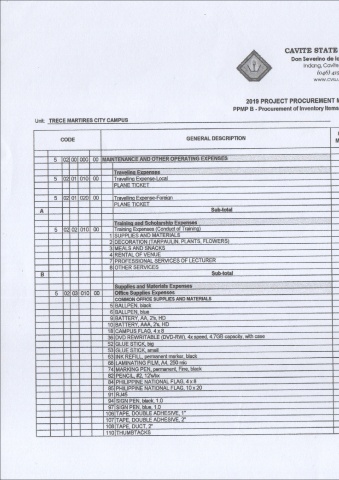 CAVITE STATE
Don Severino de la
Indang, Cavite
(046) 415
www.cvsu.
2019 PROJECT PROCUREMENT M
PPMP B - Procurement of Inventory Items
Unit: TRECE MARTIRES CITY CAMPUS
CODE GENERAL DESCRIPTION
5 02 00 000 00 MAINTENANCE AND OTHER OPERATING EXPENSES
Traveling Expenses
5 02 01 010 00 Travelling Expense-Local
PLANE TICKET
5 02 01 020 00 Travelling Expense-Foreign
PLANE TICKET
A Sub-total
Training and Scholarship Expenses
5 02 02 010 00 Training Expenses (Conduct of Training)
1 SUPPLIES AND MATERIALS
2 DECORATION (TARPAULIN, PLANTS, FLOWERS)
3 MEALS AND SNACKS
4 RENTAL OF VENUE
7 PROFESSIONAL SERVICES OF LECTURER
8 OTHER SERVICES
B Sub-total
Supplies and Materials Expenses
5 02 03 010 00 Office Supplies Expenses
COMMON OFFICE SUPPLIES AND MATERIALS
5 BALLPEN, black
6 BALLPEN, blue
9 BATTERY, AA, 2's, HD
10 BATTERY, AAA, 2's, HD
18 CAMPUS FLAG, 4 x 8
36 DVD REWRITABLE (DVD-RW), 4x speed, 4.7GB capacity, with case
52 GLUE STICK, big
53 GLUE STICK, small
63 INK REFILL, permanent marker, black
68 LAMINATING FILM, A4, 250 mic
74 MARKING PEN, permanent, Fine, black
82 PENCIL, #2, 12's/bx
84 PHILIPPINE NATIONAL FLAG, 4 x 8
85 PHILIPPINE NATIONAL FLAG, 10 x 20
91 RJ45
94 SIGN PEN, black, 1.0
97 SIGN PEN, blue, 1.0
106 TAPE, DOUBLE ADHESIVE, 1"
107 TAPE, DOUBLE ADHESIVE, 2"
108 TAPE, DUCT, 2"
110 THUMBTACKS